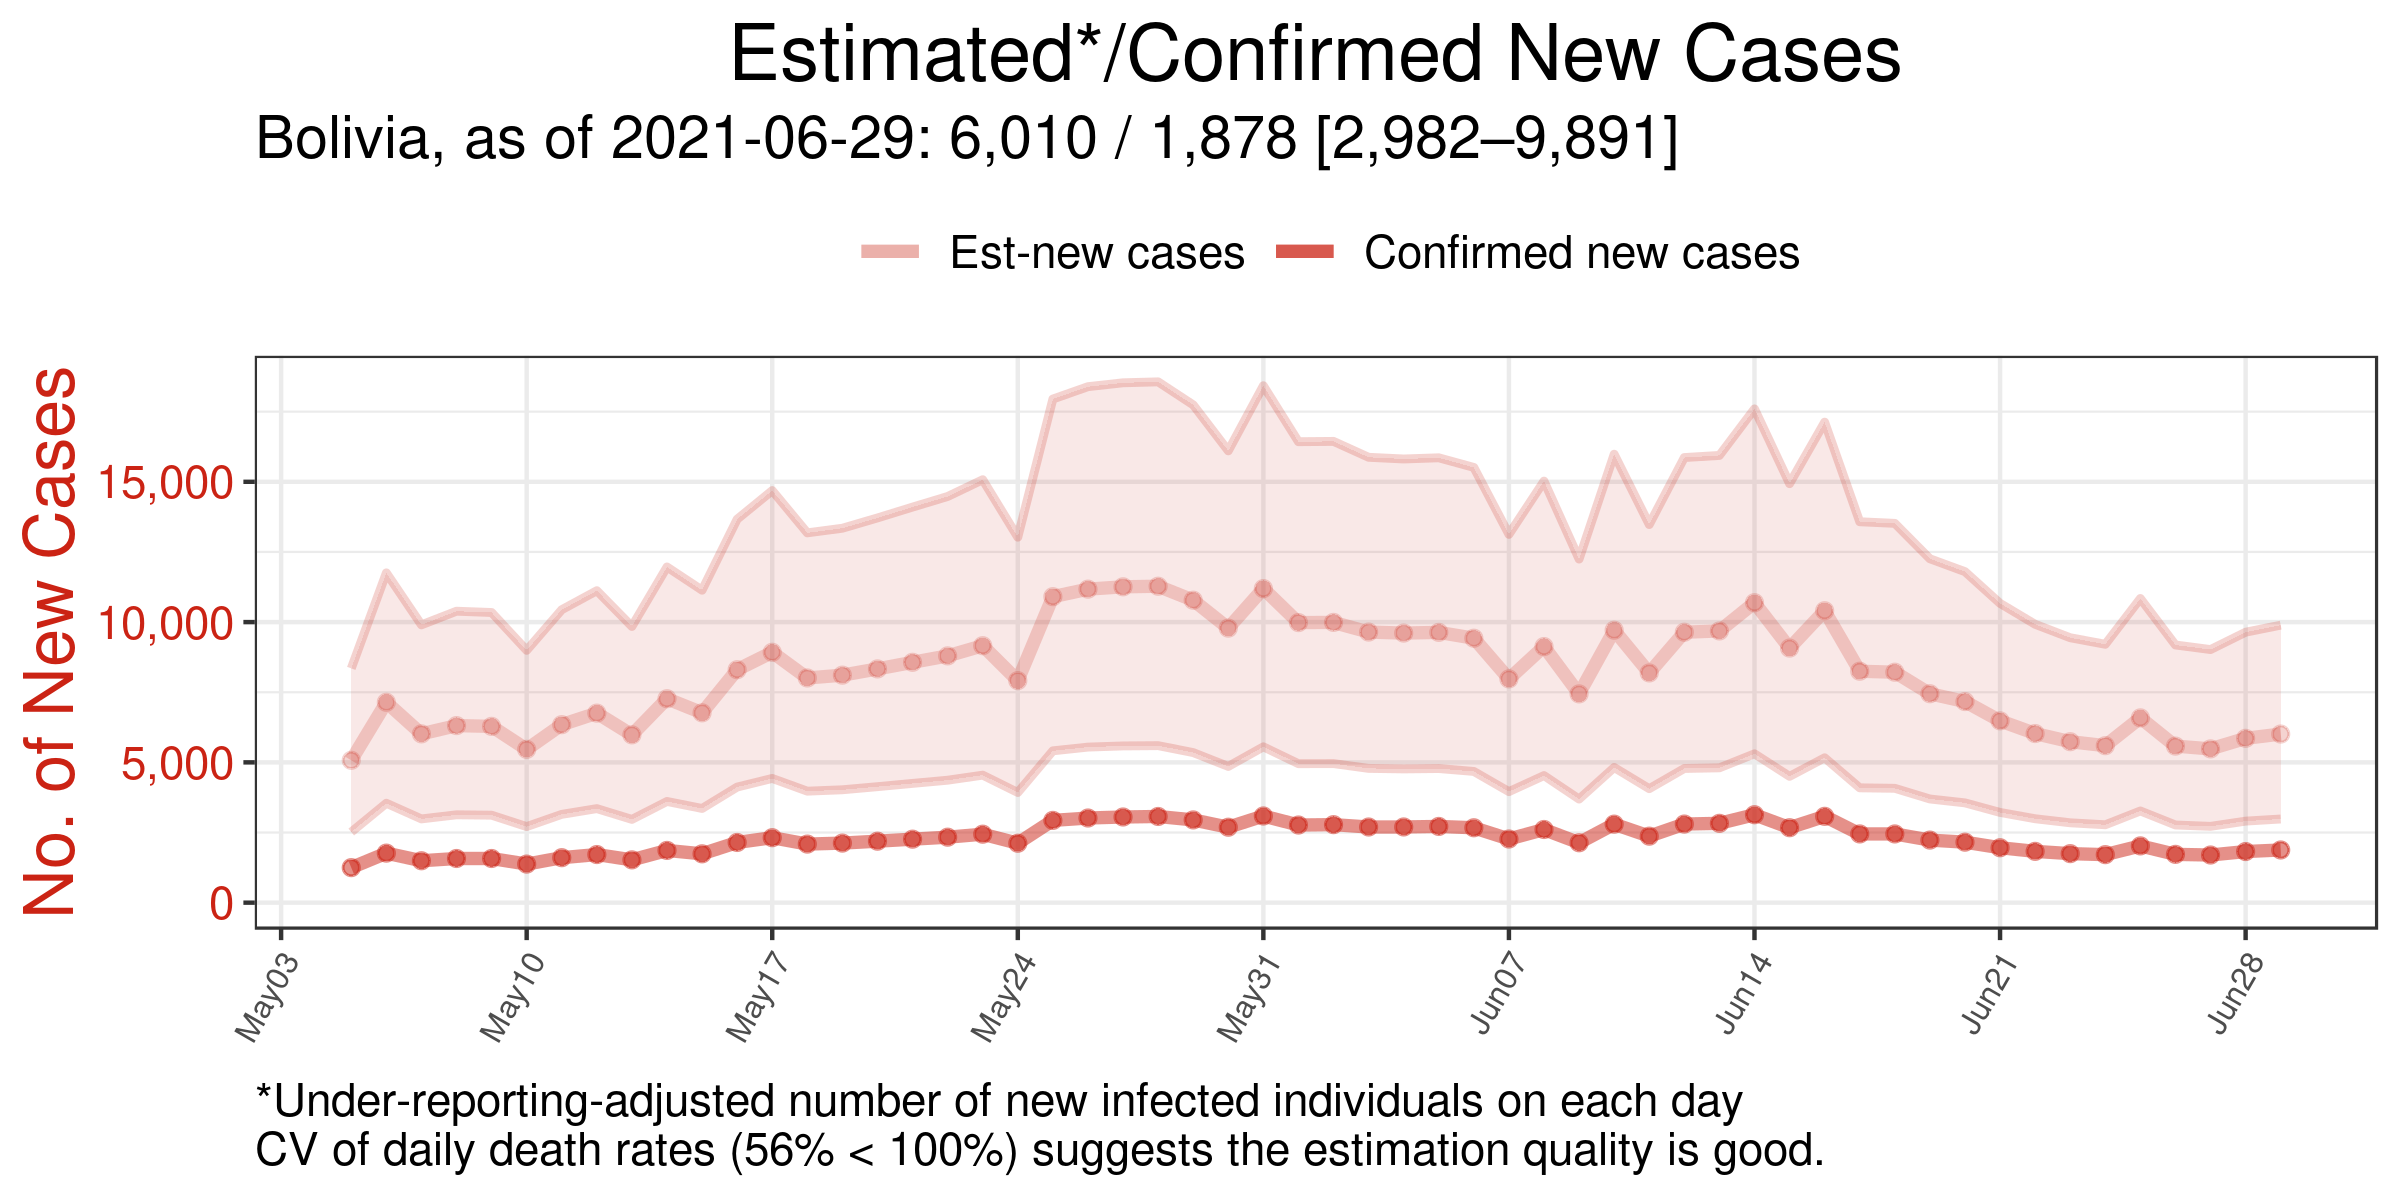 Estimated*/Confirmed New Cases
Bolivia, as of 2021-06-29: 6,010 / 1,878 [2,982–9,891]
Est-new cases Confirmed new cases
No. of New Cases
15,000
10,000
5,000
0
May03 May10 May17 May24 May31 Jun07 Jun14 Jun21 Jun28
*Under-reporting-adjusted number of new infected individuals on each day
CV of daily death rates (56% < 100%) suggests the estimation quality is good.